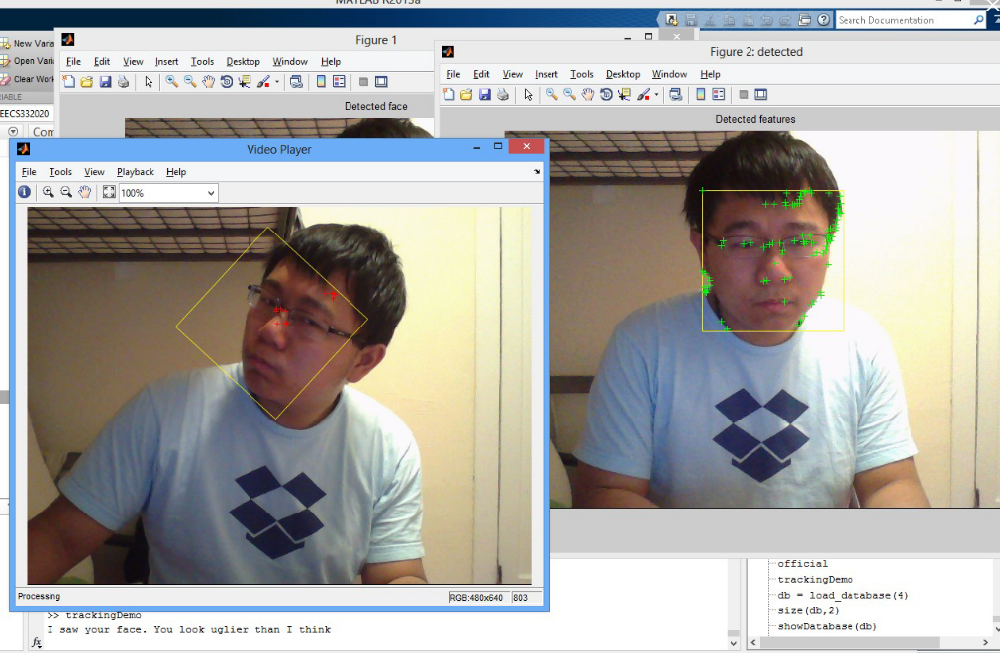 MATLAB R2013a
Search Documentation
New Varia
Open Varia
Clear Work
VARIABLE
EECS332020
Com
Figure 1
File Edit View Insert Tools Desktop Window Help
Detected face
Figure 2: detected
File Edit View Insert Tools Desktop Window Help
Detected features
Video Player
File Tools View Playback Help
100%
Processing
RGB:480x640 803
>> trackingDemo
I saw your face. You look uglier than I think
fx
official
trackingDemo
db = load_database(4)
size(db,2)
showDatabase(db)